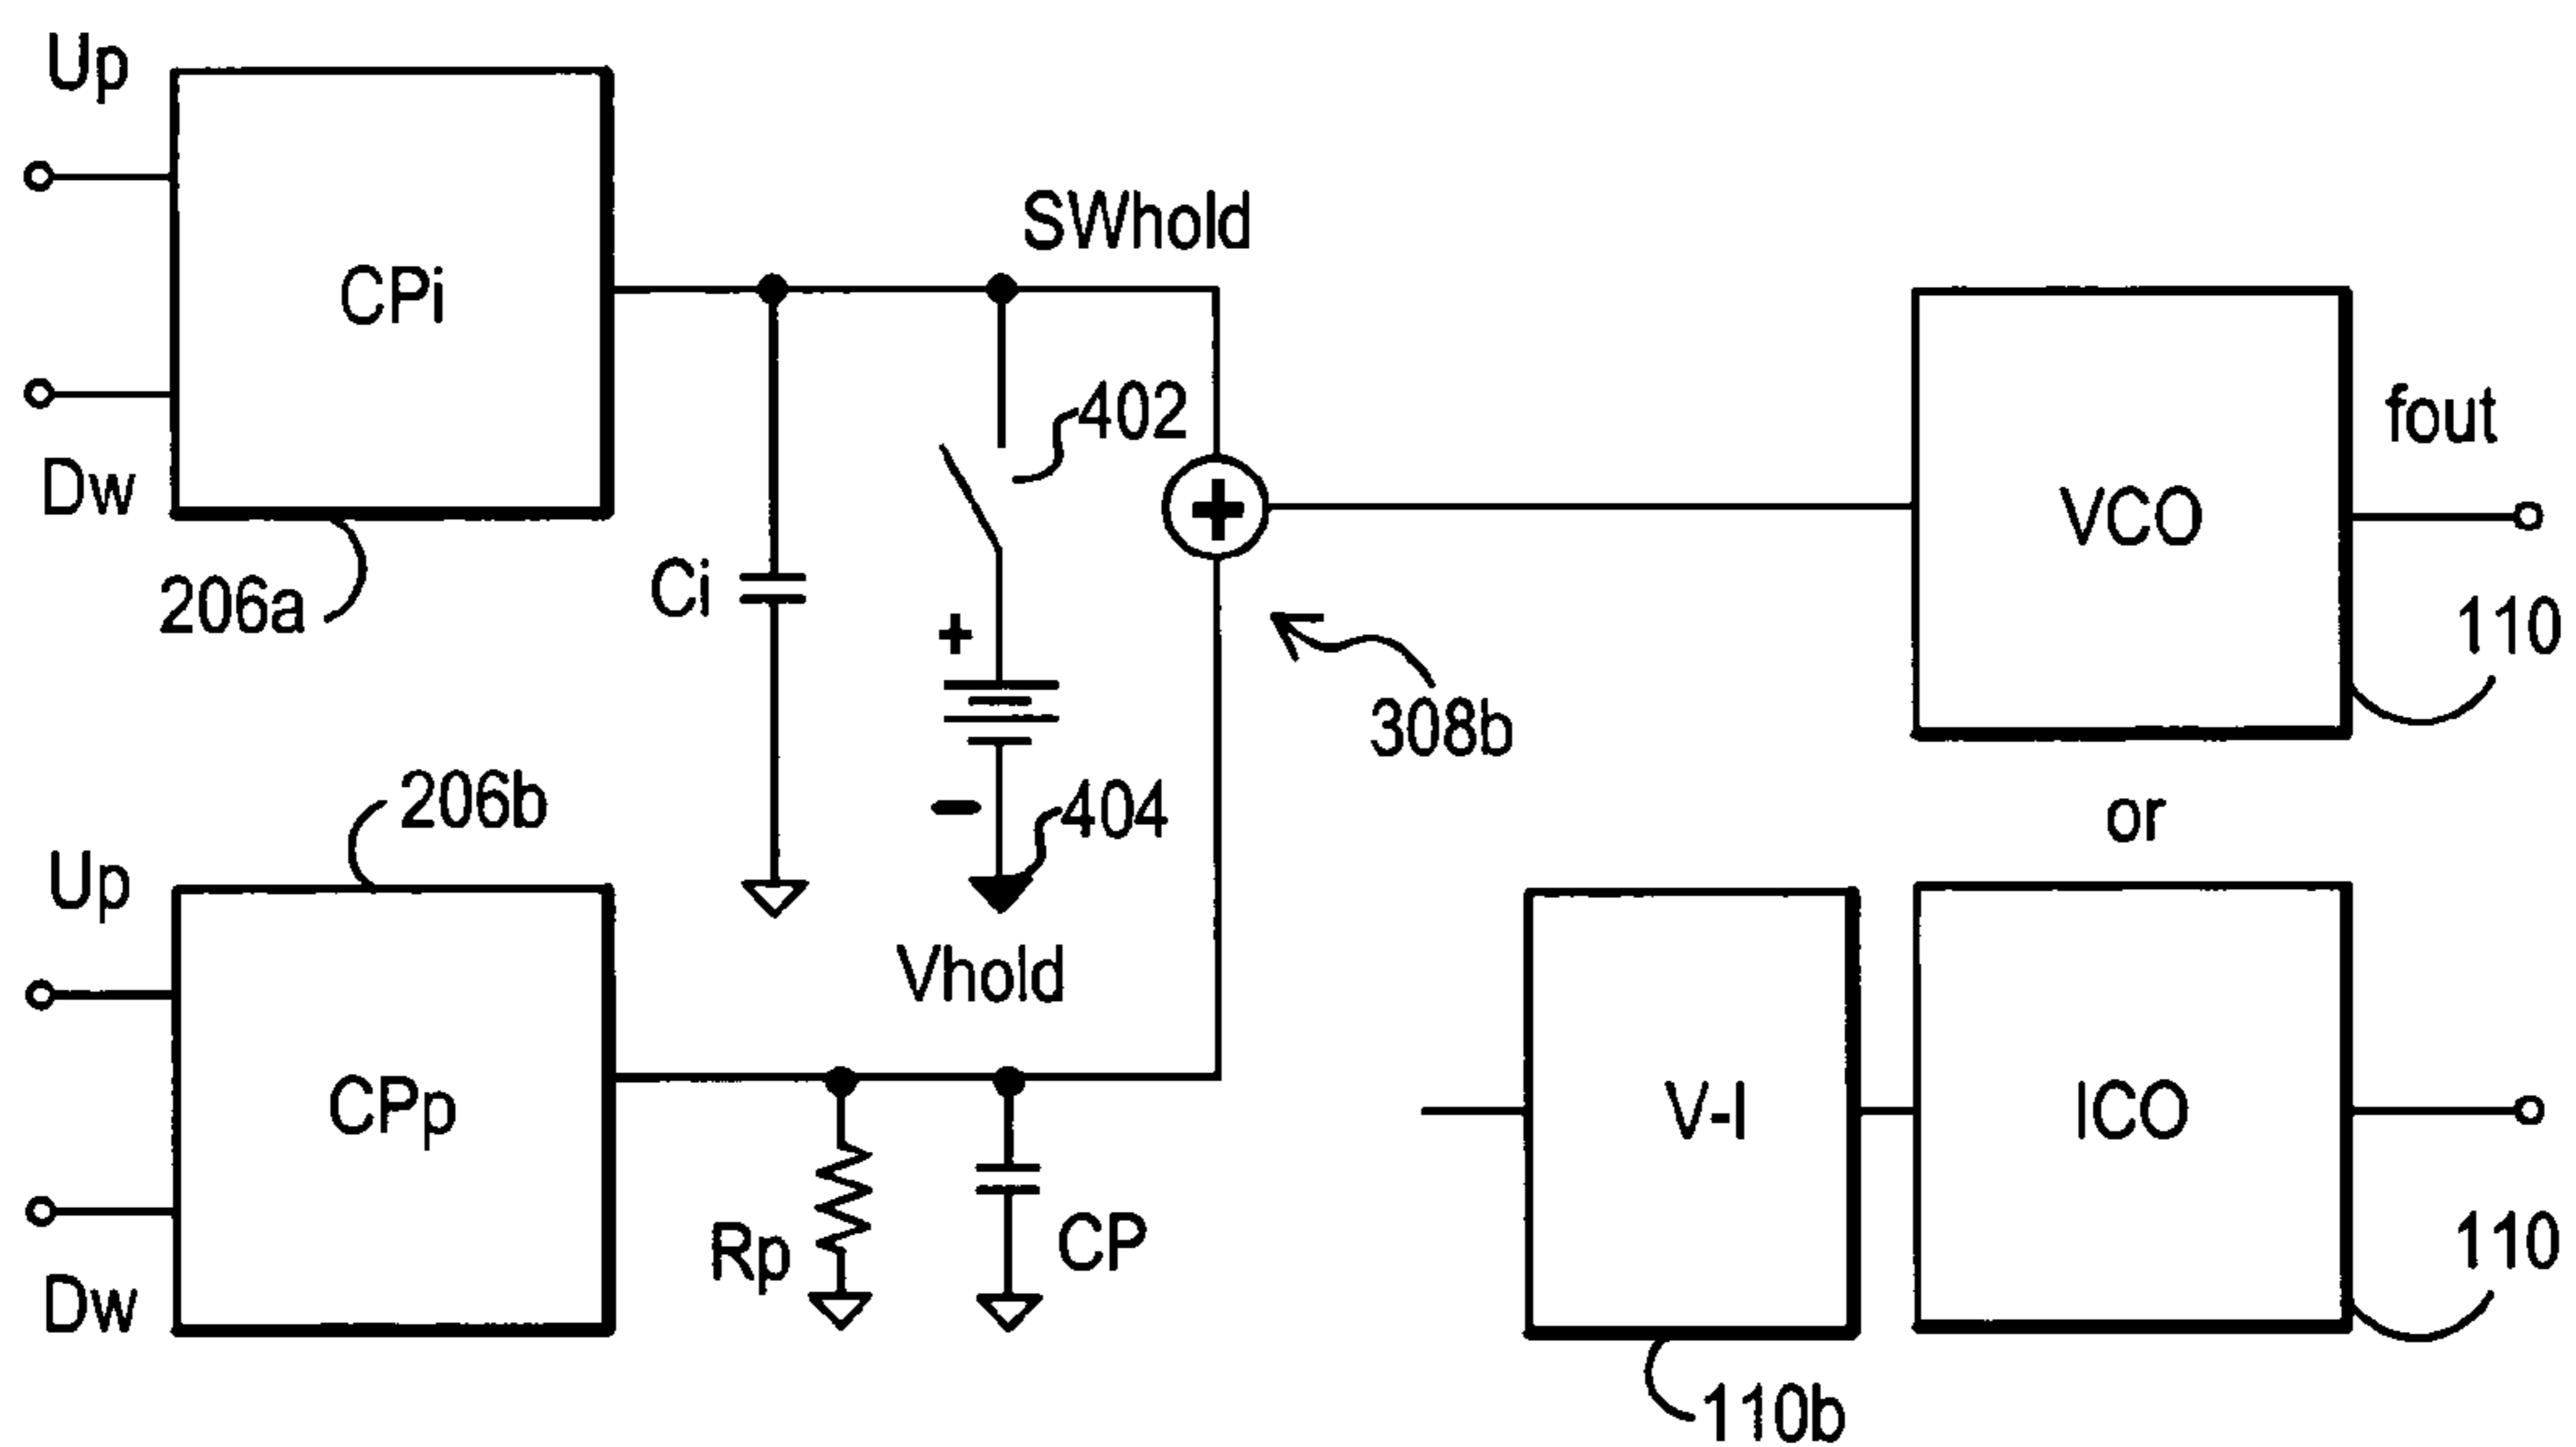 Up
CPi
Dw
206a
SWhold
402
Ci
+
-
404
Vhold
+
308b
VCO
fout
110
or
206b
Up
CPp
Dw
Rp
CP
V-I
110b
ICO
110